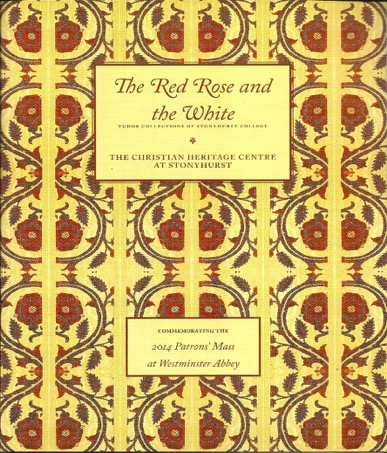 The Red Rose and
the White
TUDOR COLLECTIONS OF STONYHURST COLLEGE
THE CHRISTIAN HERITAGE CENTRE
AT STONYHURST
COMMEMORATING THE
2014 Patrons' Mass
at Westminster Abbey